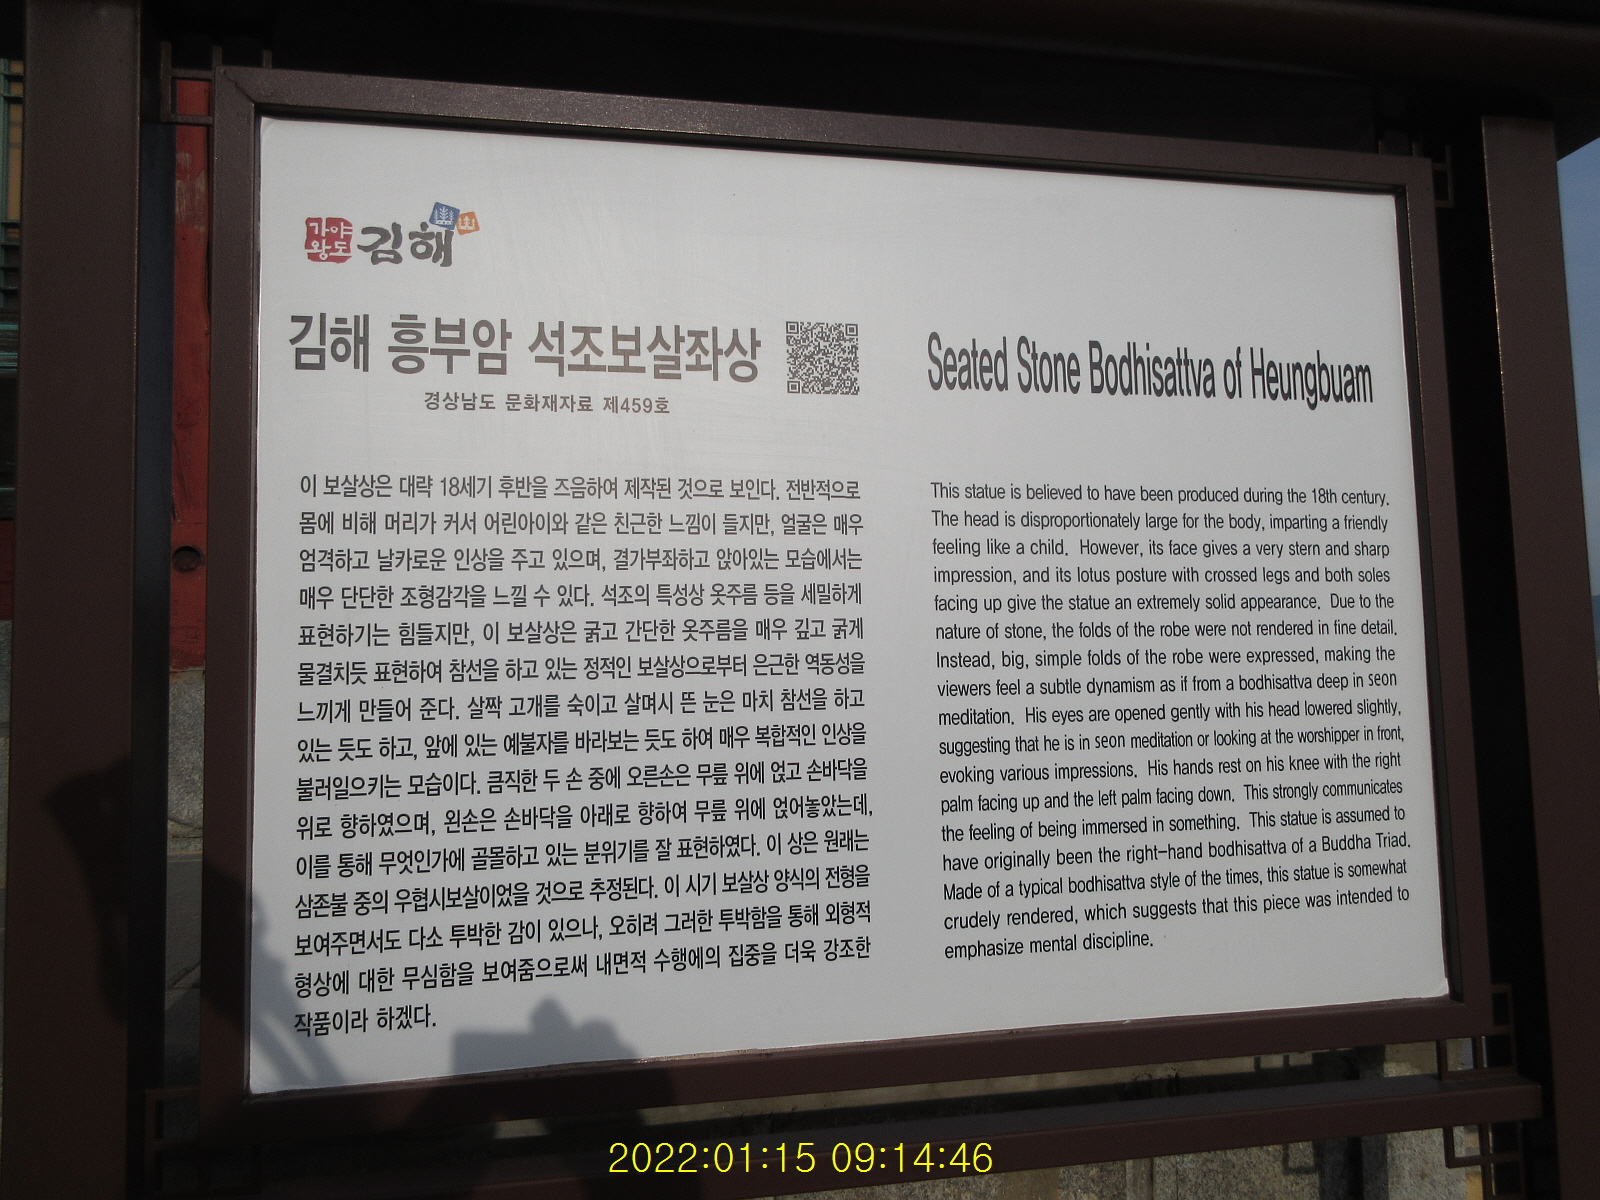 가야
왕도
김해
김해 흥부암 석조보살좌상
경상남도 문화재자료 제459호
이 보살상은 대략 18세기 후반을 즈음하여 제작된 것으로 보인다. 전반적으로
몸에 비해 머리가 커서 어린아이와 같은 친근한 느낌이 들지만, 얼굴은 매우
엄격하고 날카로운 인상을 주고 있으며, 결가부좌하고 앉아있는 모습에서는
매우 단단한 조형감각을 느낄 수 있다. 석조의 특성상 옷주름 등을 세밀하게
표현하기는 힘들지만, 이 보살상은 굵고 간단한 옷주름을 매우 깊고 굵게
물결치듯 표현하여 참선을 하고 있는 정적인 보살상으로부터 은근한 역동성을
느끼게 만들어 준다. 살짝 고개를 숙이고 살며시 뜬 눈은 마치 참선을 하고
있는 듯도 하고, 앞에 있는 예불자를 바라보는 듯도 하여 매우 복합적인 인상을
불러일으키는 모습이다. 큼직한 두 손 중에 오른손은 무릎 위에 얹고 손바닥을
위로 향하였으며, 왼손은 손바닥을 아래로 향하여 무릎 위에 얹어놓았는데,
이를 통해 무엇인가에 골몰하고 있는 분위기를 잘 표현하였다. 이 상은 원래는
삼존불 중의 우협시보살이었을 것으로 추정된다. 이 시기 보살상 양식의 전형을
보여주면서도 다소 투박한 감이 있으나, 오히려 그러한 투박함을 통해 외형적
형상에 대한 무심함을 보여줌으로써 내면적 수행에의 집중을 더욱 강조한
작품이라 하겠다.
Seated Stone Bodhisattva of Heungbuam
This statue is believed to have been produced during the 18th century.
The head is disproportionately large for the body, imparting a friendly
feeling like a child. However, its face gives a very stern and sharp
impression, and its lotus posture with crossed legs and both soles
facing up give the statue an extremely solid appearance. Due to the
nature of stone, the folds of the robe were not rendered in fine detail.
Instead, big, simple folds of the robe were expressed, making the
viewers feel a subtle dynamism as if from a bodhisattva deep in seon
meditation. His eyes are opened gently with his head lowered slightly,
suggesting that he is in seon meditation or looking at the worshipper in front,
evoking various impressions. His hands rest on his knee with the right
palm facing up and the left palm facing down. This strongly communicates
the feeling of being immersed in something. This statue is assumed to
have originally been the right-hand bodhisattva of a Buddha Triad.
Made of a typical bodhisattva style of the times, this statue is somewhat
crudely rendered, which suggests that this piece was intended to
emphasize mental discipline.
2022:01:15 09:14:46